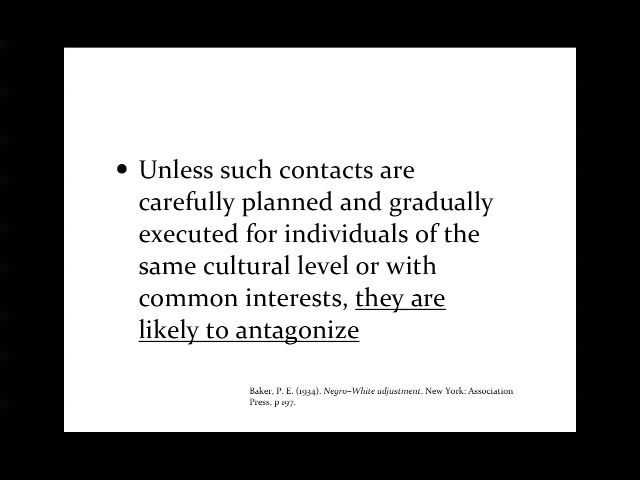 • Unless such contacts are
carefully planned and gradually
executed for individuals of the
same cultural level or with
common interests, they are
likely to antagonize
Baker, P. E. (1934). Negro–White adjustment. New York: Association
Press, p 197.